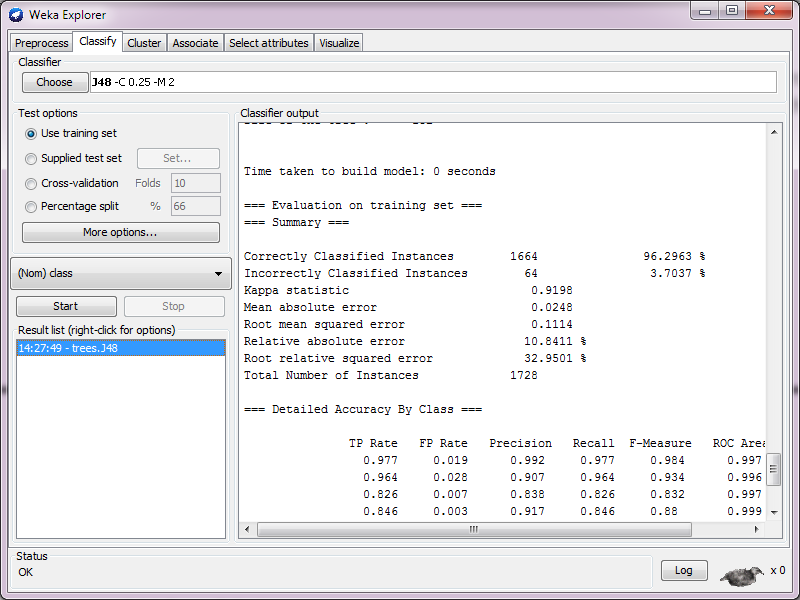 Weka Explorer
Preprocess Classify Cluster Associate Select attributes Visualize
Classifier
Choose J48 -C 0.25 -M 2
Test options
Use training set
Supplied test set Set...
Cross-validation Folds 10
Percentage split % 66
More options...
(Nom) class
Start Stop
Result list (right-click for options)
14:27:49 - trees.J48
Classifier output
Time taken to build model: 0 seconds
=== Evaluation on training set ===
=== Summary ===
Correctly Classified Instances 1664 96.2963 %
Incorrectly Classified Instances 64 3.7037 %
Kappa statistic 0.9198
Mean absolute error 0.0248
Root mean squared error 0.1114
Relative absolute error 10.8411 %
Root relative squared error 32.9501 %
Total Number of Instances 1728
=== Detailed Accuracy By Class ===
TP Rate FP Rate Precision Recall F-Measure ROC Area
0.977 0.019 0.992 0.977 0.984 0.997
0.964 0.028 0.907 0.964 0.934 0.996
0.826 0.007 0.838 0.826 0.832 0.997
0.846 0.003 0.917 0.846 0.88 0.999
Status
OK
Log x 0